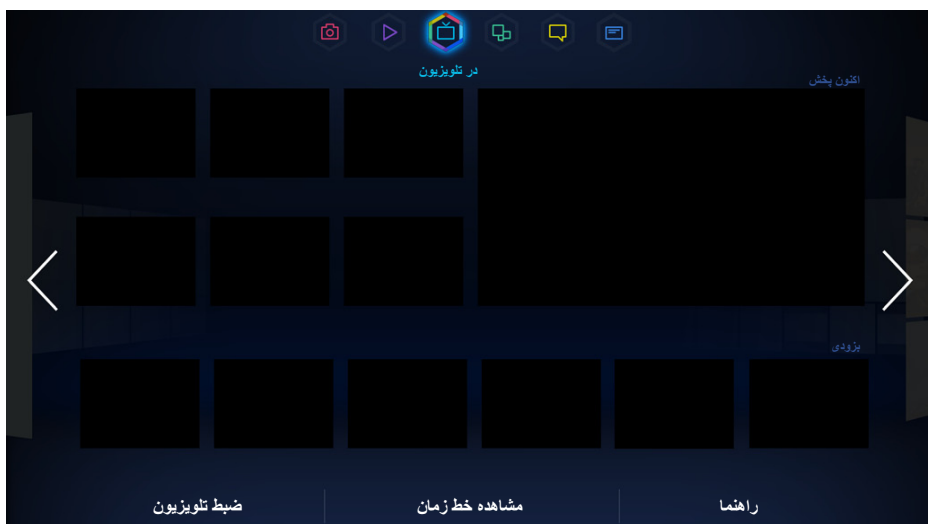 در تلویزیون
اکنون پخش
بزودی
راهنما
مشاهده خط زمان
ضبط تلویزیون